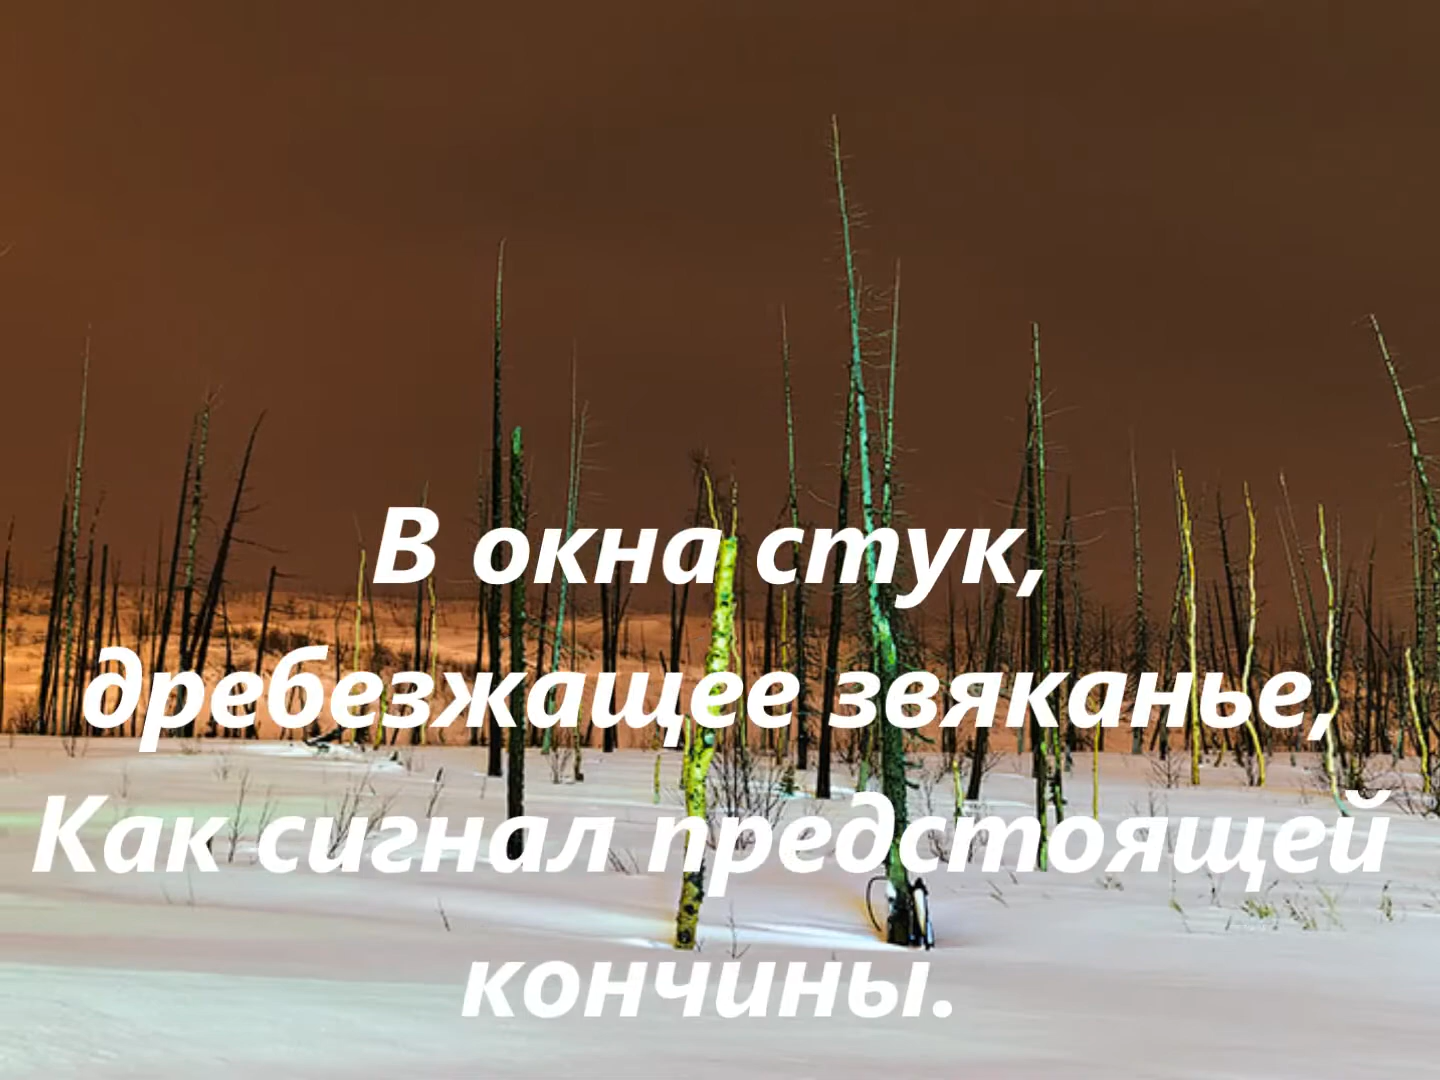 В окна стук,
дребезжащее звяканье,
Как сигнал предстоящей
кончины.